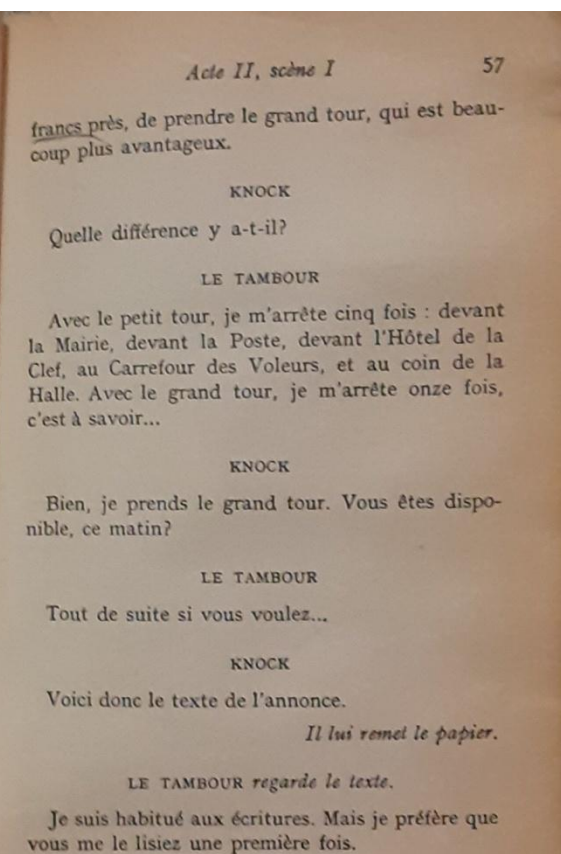 Acte II, scène I 57
francs près, de prendre le grand tour, qui est beau-
coup plus avantageux.
KNOCK
Quelle différence y a-t-il?
LE TAMBOUR
Avec le petit tour, je m'arrête cinq fois : devant
la Mairie, devant la Poste, devant l'Hôtel de la
Clef, au Carrefour des Voleurs, et au coin de la
Halle. Avec le grand tour, je m'arrête onze fois,
c'est à savoir...
KNOCK
Bien, je prends le grand tour. Vous êtes dispo-
nible, ce matin?
LE TAMBOUR
Tout de suite si vous voulez...
KNOCK
Voici donc le texte de l'annonce.
Il lui remet le papier.
LE TAMBOUR regarde le texte.
Je suis habitué aux écritures. Mais je préfère que
vous me le lisiez une première fois.